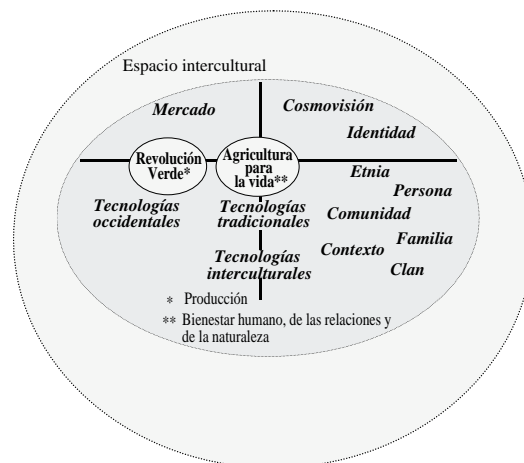 Espacio intercultural
Mercado
Cosmovisión
Identidad
Revolución
Verde*
Agricultura
para
la vida**
Etnia
Persona
Tecnologías
occidentales
Tecnologías
tradicionales
Comunidad
Familia
Contexto
Clan
Tecnologías
interculturales
* Producción
** Bienestar humano, de las relaciones y
de la naturaleza